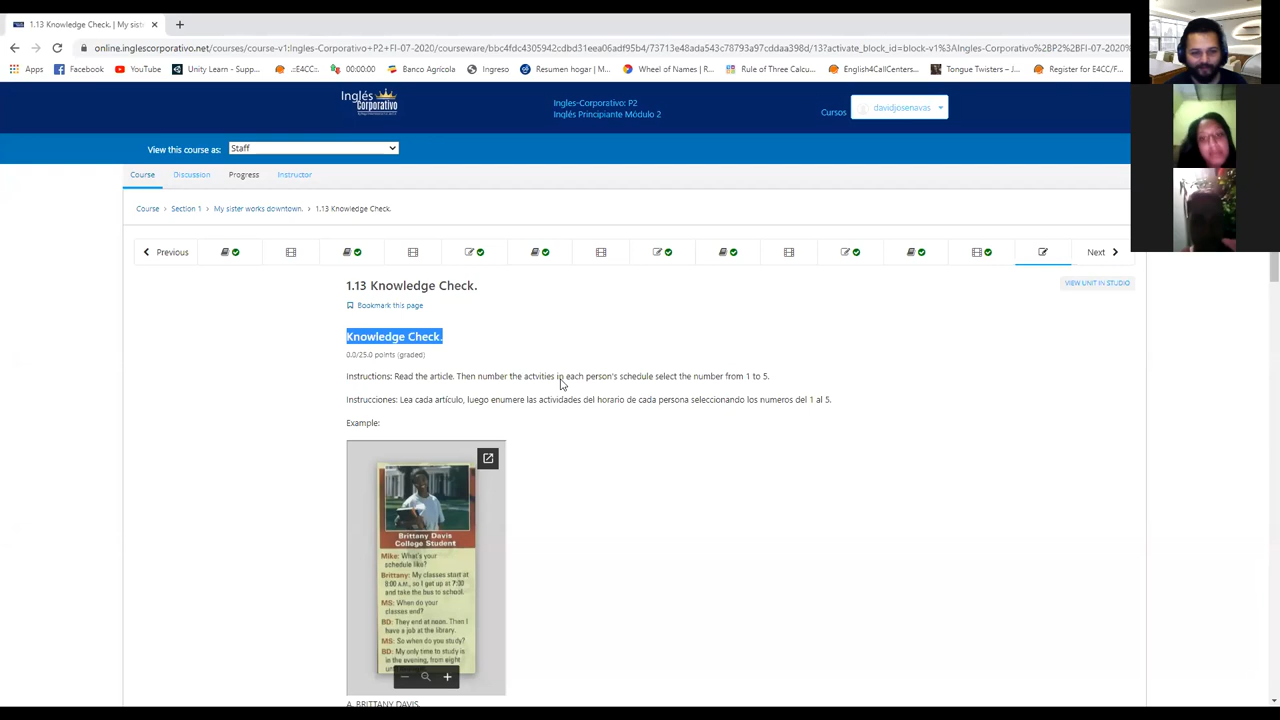 1.13 Knowledge Check. | My sist
online.inglescorporativo.net/courses/course-v1:Ingles-Corporativo+P2+FI-07-2020/courseware/bbc4fdc430c942cdbd31eea06adf95b4/73713e48ada543c78793a97cddaa398d/13?activate_block_id=block-v1%3AIngles-Corporativo%2BP2%2BFI-07-2020%
Apps Facebook YouTube Unity Learn - Supp... .::E4CC:. 00:00:00 Banco Agrícola Ingreso Resumen hogar | M... Wheel of Names | R... Rule of Three Calcu... English4CallCenters... Tongue Twisters – J... Register for E4CC/F...
Inglés
Corporativo
Ingles-Corporativo: P2
Inglés Principiante Módulo 2
Cursos davidjosenavas
View this course as: Staff
Course Discussion Progress Instructor
Course > Section 1 > My sister works downtown. > 1.13 Knowledge Check.
Previous Next
1.13 Knowledge Check.
VIEW UNIT IN STUDIO
Bookmark this page
Knowledge Check.
0.0/25.0 points (graded)
Instructions: Read the article. Then number the actvities in each person's schedule select the number from 1 to 5.
Instrucciones: Lea cada artículo, luego enumere las actividades del horario de cada persona seleccionando los numeros del 1 al 5.
Example:
Brittany Davis
College Student
Mike: What's your
schedule like?
Brittany: My classes start at
8:00 A.M., so I get up at 7:00
and take the bus to school.
MS: When do your
classes end?
BD: They end at noon. Then I
have a job at the library.
MS: So when do you study?
BD: My only time to study is
in the evening, from eight
A. BRITTANY DAVIS.